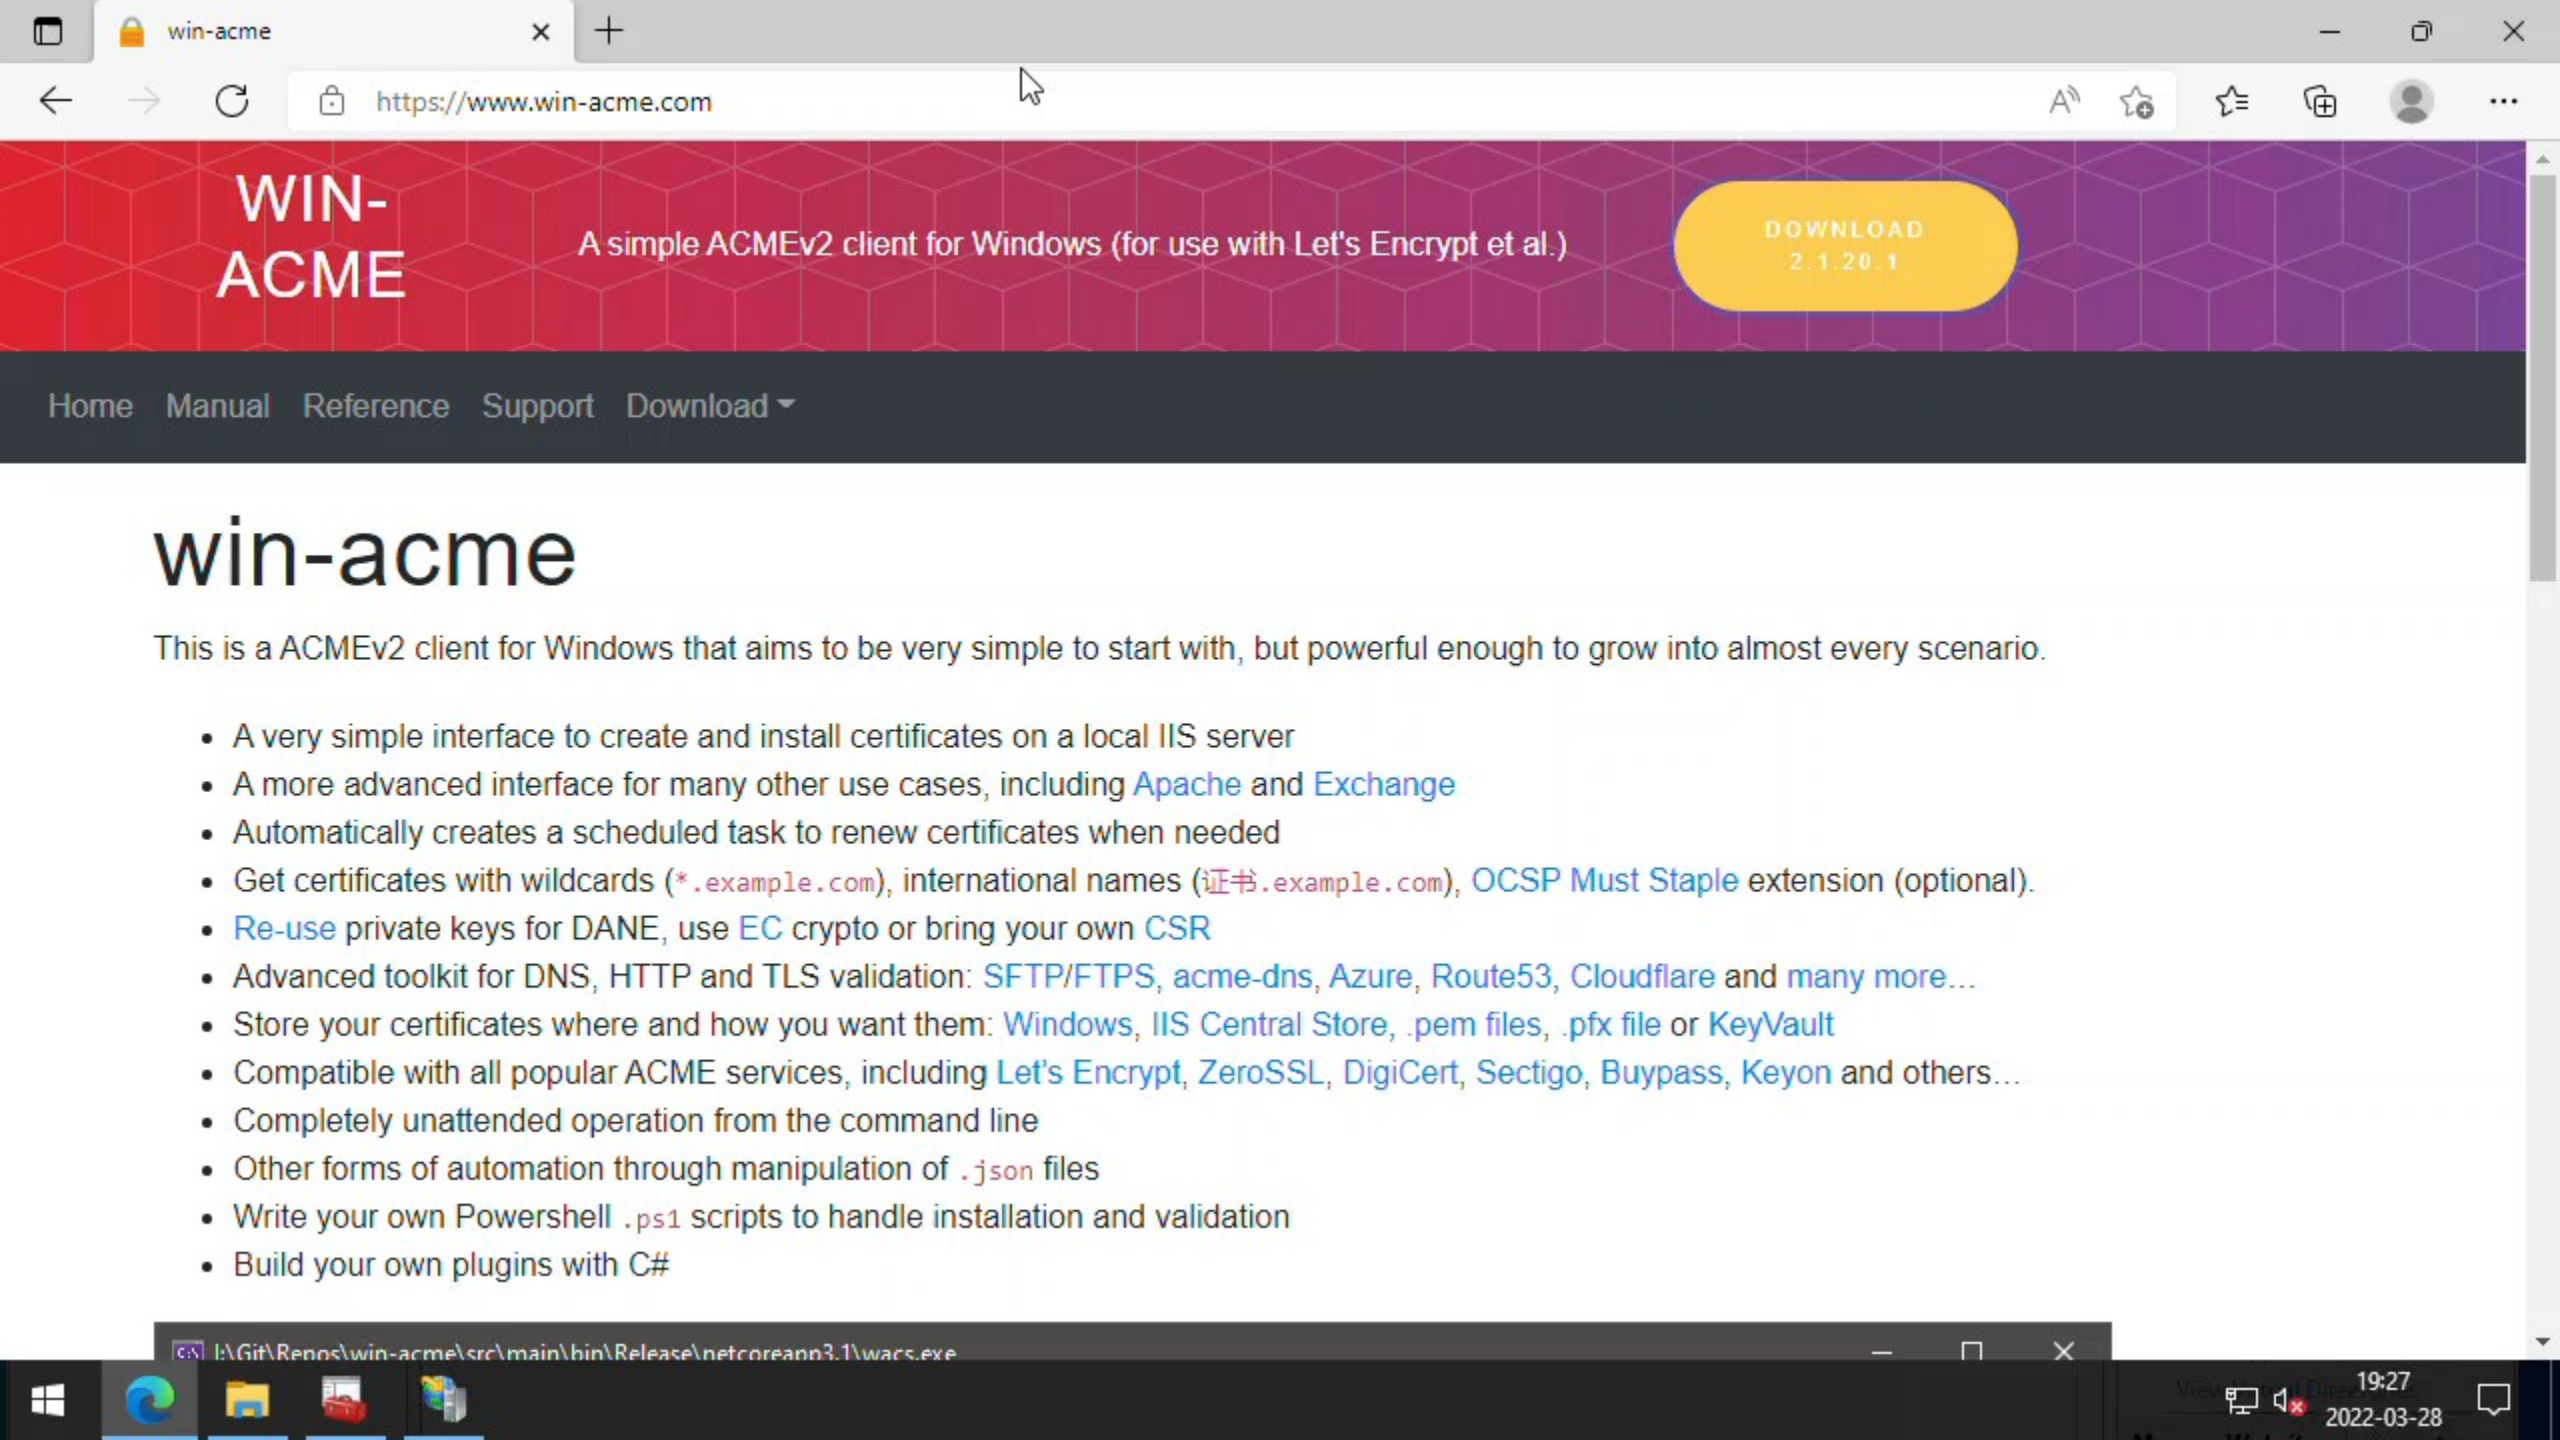 win-acme
https://www.win-acme.com
WIN-
ACME
A simple ACMEv2 client for Windows (for use with Let's Encrypt et al.)
DOWNLOAD
2.1.20.1
Home Manual Reference Support Download
win-acme
This is a ACMEv2 client for Windows that aims to be very simple to start with, but powerful enough to grow into almost every scenario.
• A very simple interface to create and install certificates on a local IIS server
• A more advanced interface for many other use cases, including Apache and Exchange
• Automatically creates a scheduled task to renew certificates when needed
• Get certificates with wildcards (*.example.com), international names (证书.example.com), OCSP Must Staple extension (optional).
• Re-use private keys for DANE, use EC crypto or bring your own CSR
• Advanced toolkit for DNS, HTTP and TLS validation: SFTP/FTPS, acme-dns, Azure, Route53, Cloudflare and many more…
• Store your certificates where and how you want them: Windows, IIS Central Store, .pem files, .pfx file or KeyVault
• Compatible with all popular ACME services, including Let’s Encrypt, ZeroSSL, DigiCert, Sectigo, Buypass, Keyon and others…
• Completely unattended operation from the command line
• Other forms of automation through manipulation of .json files
• Write your own Powershell .ps1 scripts to handle installation and validation
• Build your own plugins with C#
I:\Git\Repos\win-acme\src\main\bin\Release\netcoreapp3.1\wacs.exe
19:27
2022-03-28